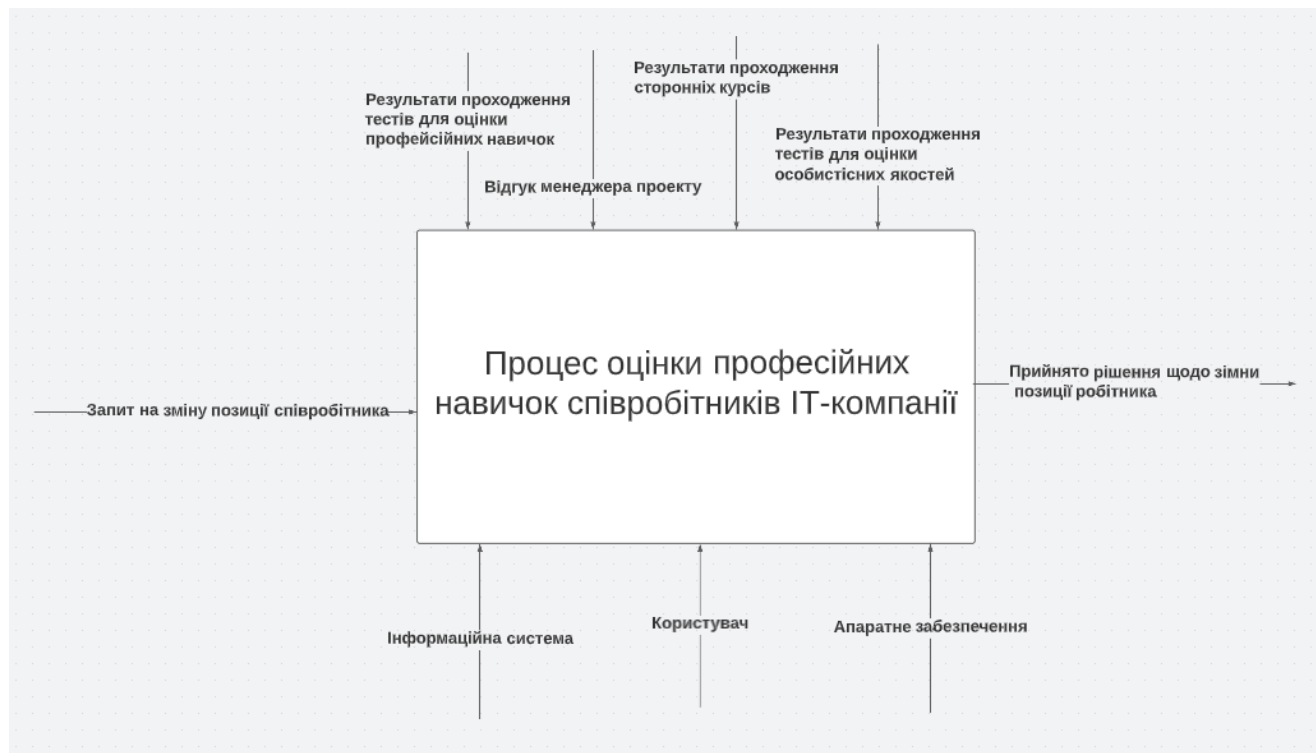 Результати проходження
сторонніх курсів
Результати проходження
тестів для оцінки
профейсійних навичок
Результати проходження
тестів для оцінки
особистісних якостей
Відгук менеджера проекту
Процес оцінки професійних
навичок співробітників ІТ-компанії
Запит на зміну позиції співробітника
Прийнято рішення щодо зімни
позиції робітника
Інформаційна система
Користувач
Апаратне забезпечення